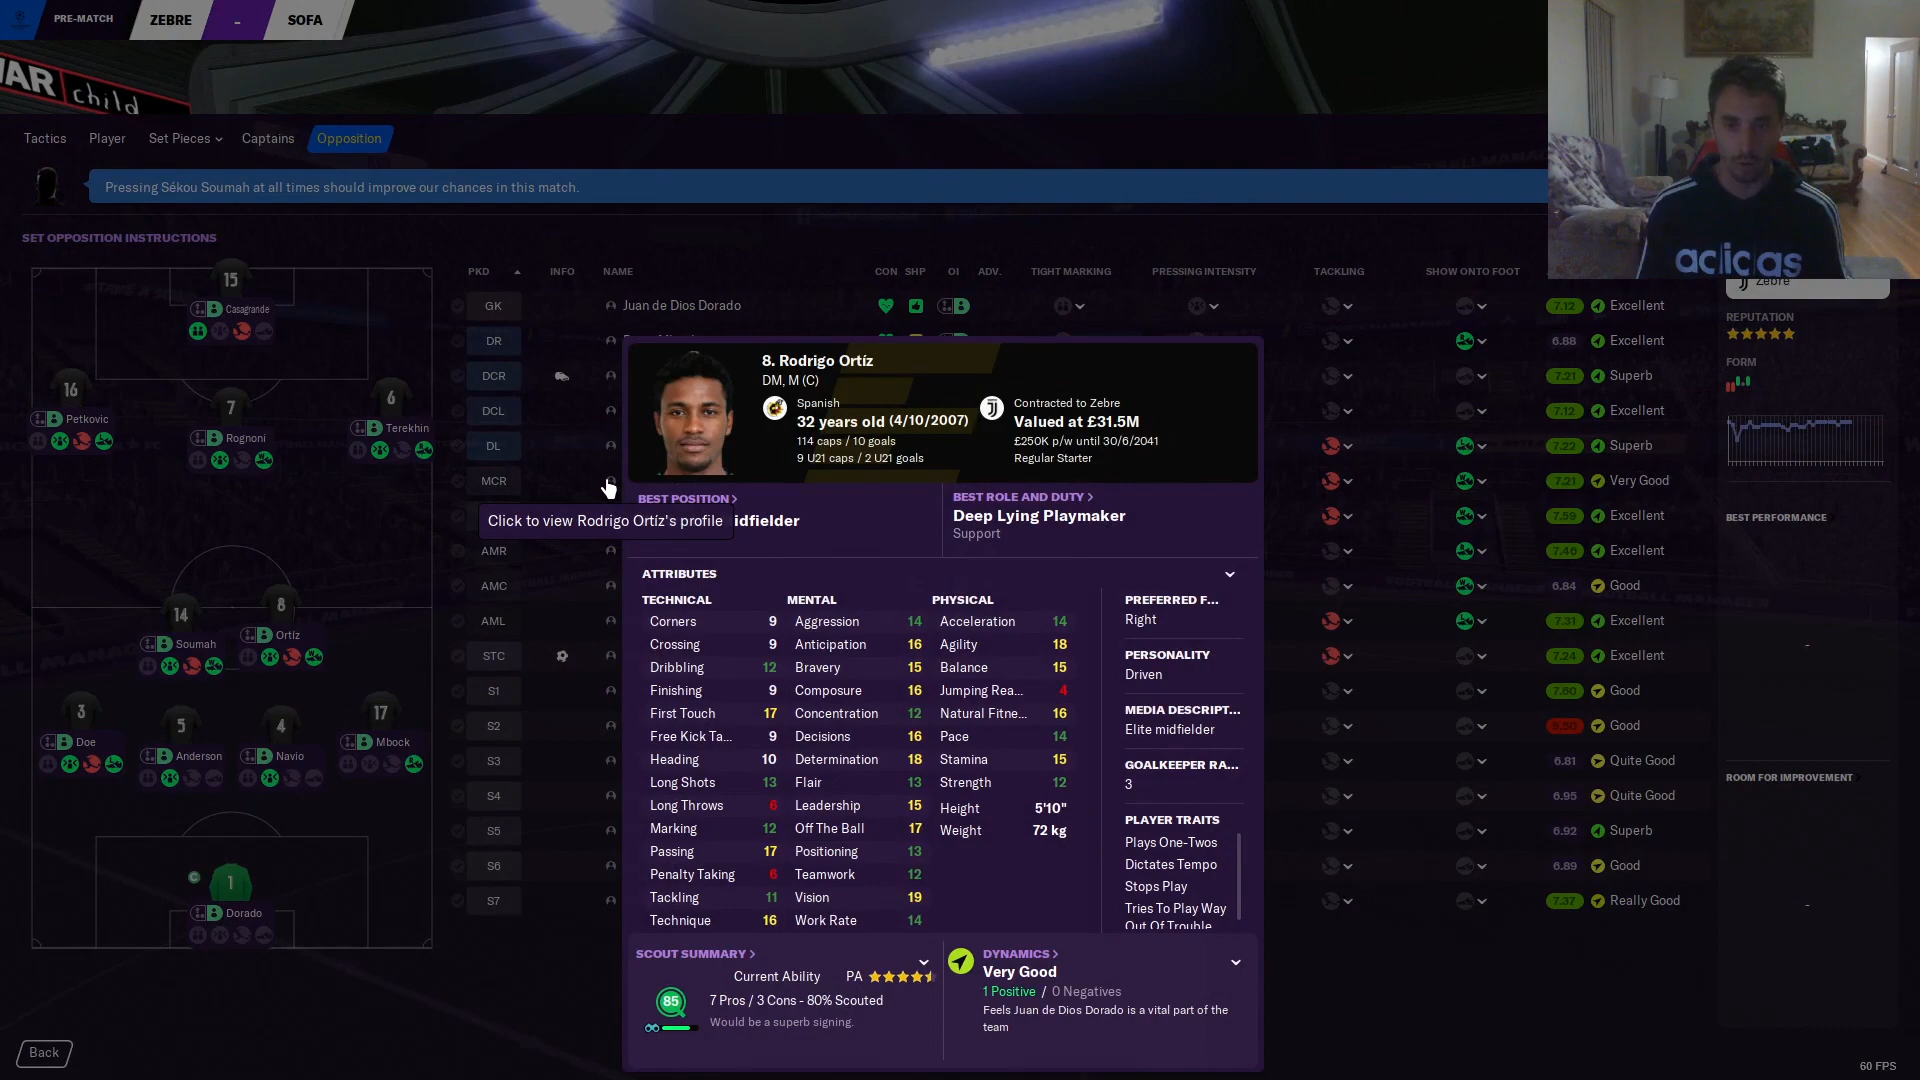 PRE-MATCH ZEBRE - SOFA
WAR child
Tactics Player Set Pieces Captains Opposition
Pressing Sékou Soumah at all times should improve our chances in this match.
SET OPPOSITION INSTRUCTIONS
PKD INFO NAME CON SHP OI ADV. TIGHT MARKING PRESSING INTENSITY TACKLING SHOW ONTO FOOT
15
Casagrande
16
Petkovic
7
Rognoni
6
Terekhin
14
Soumah
8
Ortíz
3
Doe
5
Anderson
4
Navio
17
Mbock
C
1
Dorado
GK Juan de Dios Dorado 7.12 Excellent
DR 6.88 Excellent
DCR 7.21 Superb
DCL 7.12 Excellent
DL 7.22 Superb
MCR 7.21 Very Good
7.59 Excellent
AMR 7.46 Excellent
AMC 6.84 Good
AML 7.31 Excellent
STC 7.24 Excellent
S1 7.60 Good
S2 Good
S3 6.81 Quite Good
S4 6.95 Quite Good
S5 6.92 Superb
S6 6.89 Good
S7 7.37 Really Good
8. Rodrigo Ortíz
DM, M (C)
Spanish
32 years old (4/10/2007)
114 caps / 10 goals
9 U21 caps / 2 U21 goals
Contracted to Zebre
Valued at £31.5M
£250K p/w until 30/6/2041
Regular Starter
BEST POSITION
idfielder
Click to view Rodrigo Ortíz's profile
BEST ROLE AND DUTY
Deep Lying Playmaker
Support
ATTRIBUTES
TECHNICAL
Corners 9
Crossing 9
Dribbling 12
Finishing 9
First Touch 17
Free Kick Ta... 9
Heading 10
Long Shots 13
Long Throws 6
Marking 12
Passing 17
Penalty Taking 6
Tackling 11
Technique 16
MENTAL
Aggression 14
Anticipation 16
Bravery 15
Composure 16
Concentration 12
Decisions 16
Determination 18
Flair 13
Leadership 15
Off The Ball 17
Positioning 13
Teamwork 12
Vision 19
Work Rate 14
PHYSICAL
Acceleration 14
Agility 18
Balance 15
Jumping Rea... 4
Natural Fitne... 16
Pace 14
Stamina 15
Strength 12
Height 5'10"
Weight 72 kg
PREFERRED F...
Right
PERSONALITY
Driven
MEDIA DESCRIPT...
Elite midfielder
GOALKEEPER RA...
3
PLAYER TRAITS
Plays One-Twos
Dictates Tempo
Stops Play
Tries To Play Way
Out Of Trouble
SCOUT SUMMARY
Current Ability PA
85
7 Pros / 3 Cons - 80% Scouted
Would be a superb signing.
DYNAMICS
Very Good
1 Positive / 0 Negatives
Feels Juan de Dios Dorado is a vital part of the
team
adidas
Zebre
REPUTATION
FORM
BEST PERFORMANCE
-
ROOM FOR IMPROVEMENT
-
Back
60 FPS